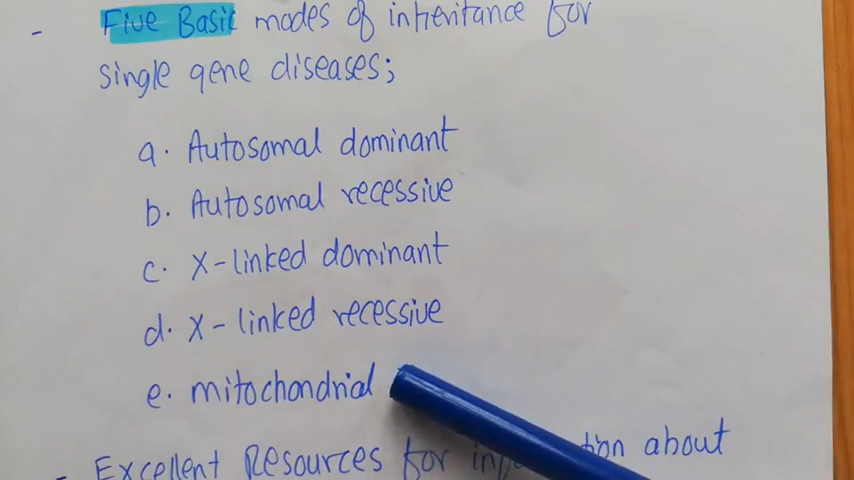 - Five Basic modes of inheritance for
single gene diseases;
a. Autosomal dominant
b. Autosomal recessive
c. X-linked dominant
d. X-linked recessive
e. mitochondrial
- Excellent Resources for about